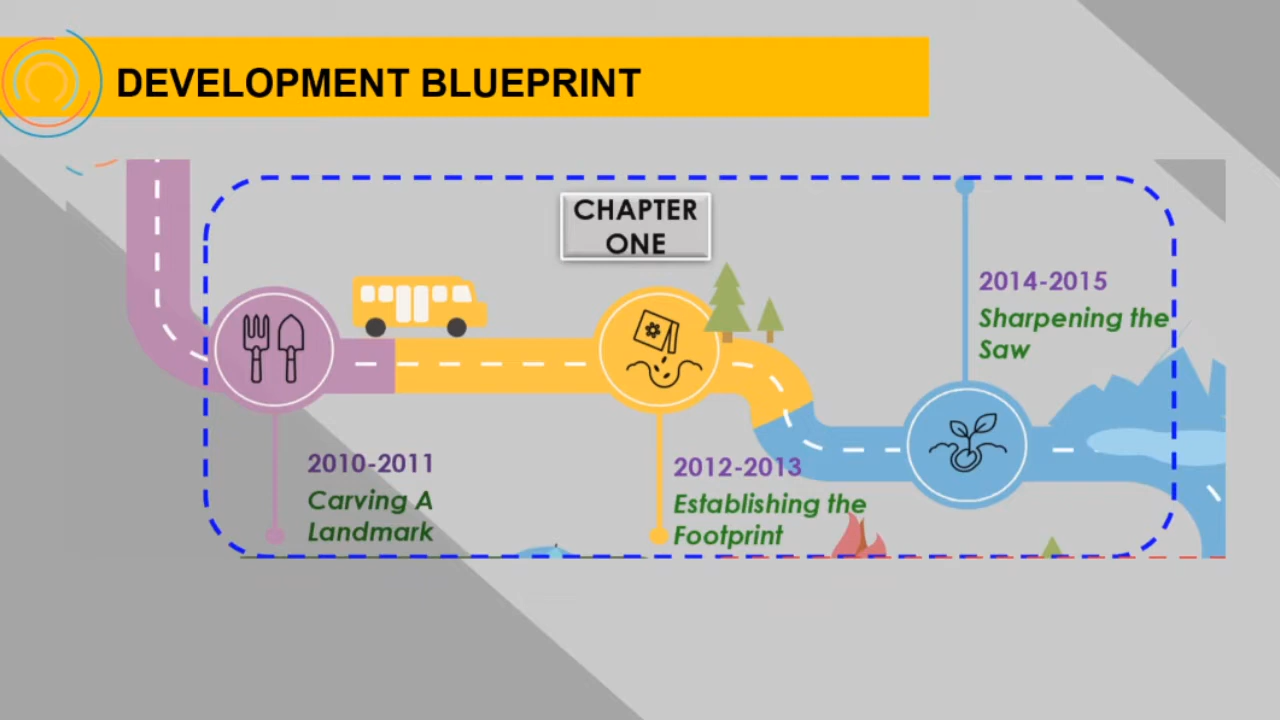 DEVELOPMENT BLUEPRINT
CHAPTER
ONE
2010-2011
Carving A
Landmark
2012-2013
Establishing the
Footprint
2014-2015
Sharpening the
Saw